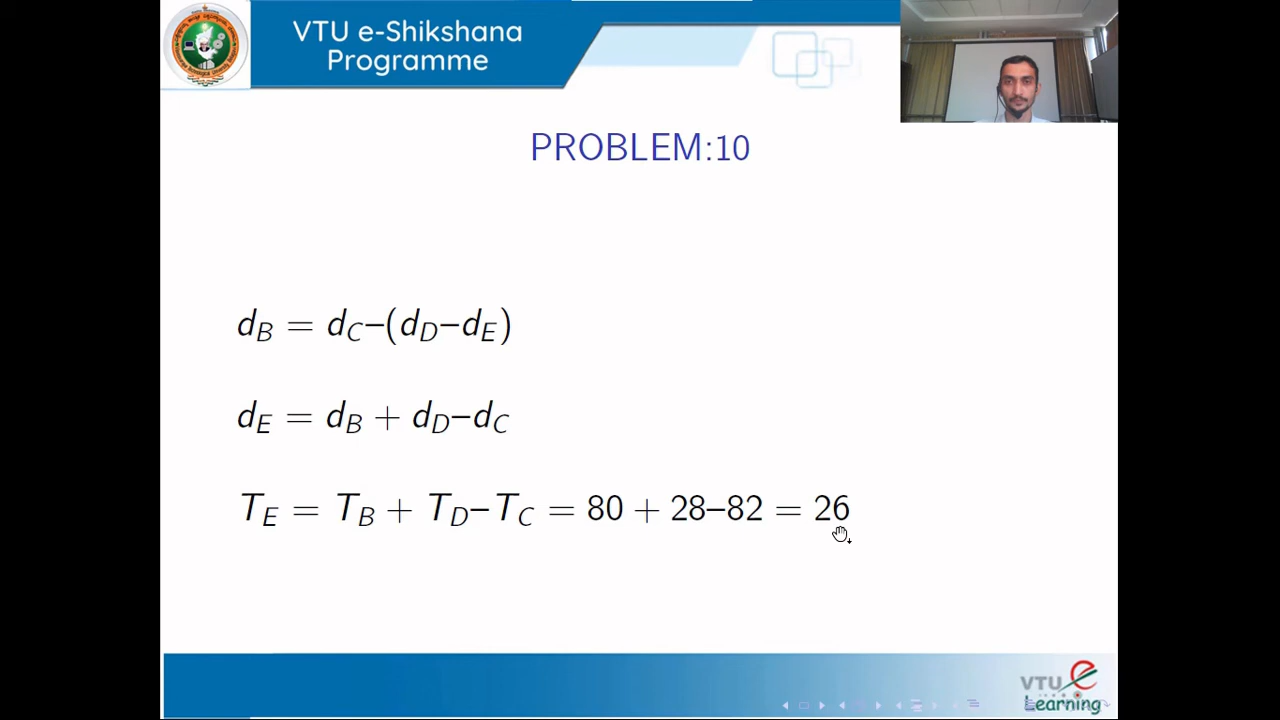 VTU e-Shikshana
Programme
PROBLEM:10
d_B = d_C–(d_D–d_E)
d_E = d_B + d_D–d_C
T_E = T_B + T_D–T_C = 80 + 28–82 = 26
VTU e
Learning